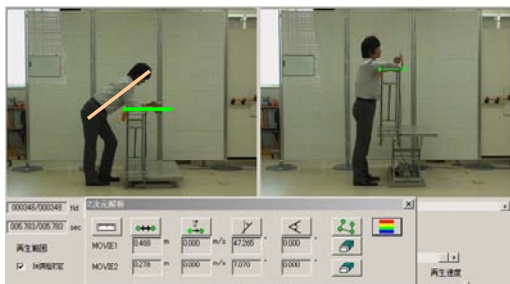 000348/000348 fld
2次元解析
005.783/005.783 sec
MOVIE1 0.468 m 0.000 m/s 47.265 ° 0.000 °
再生範囲
MOVIE2 0.276 m 0.000 m/s 7.070 ° 0.000 °
再生速度